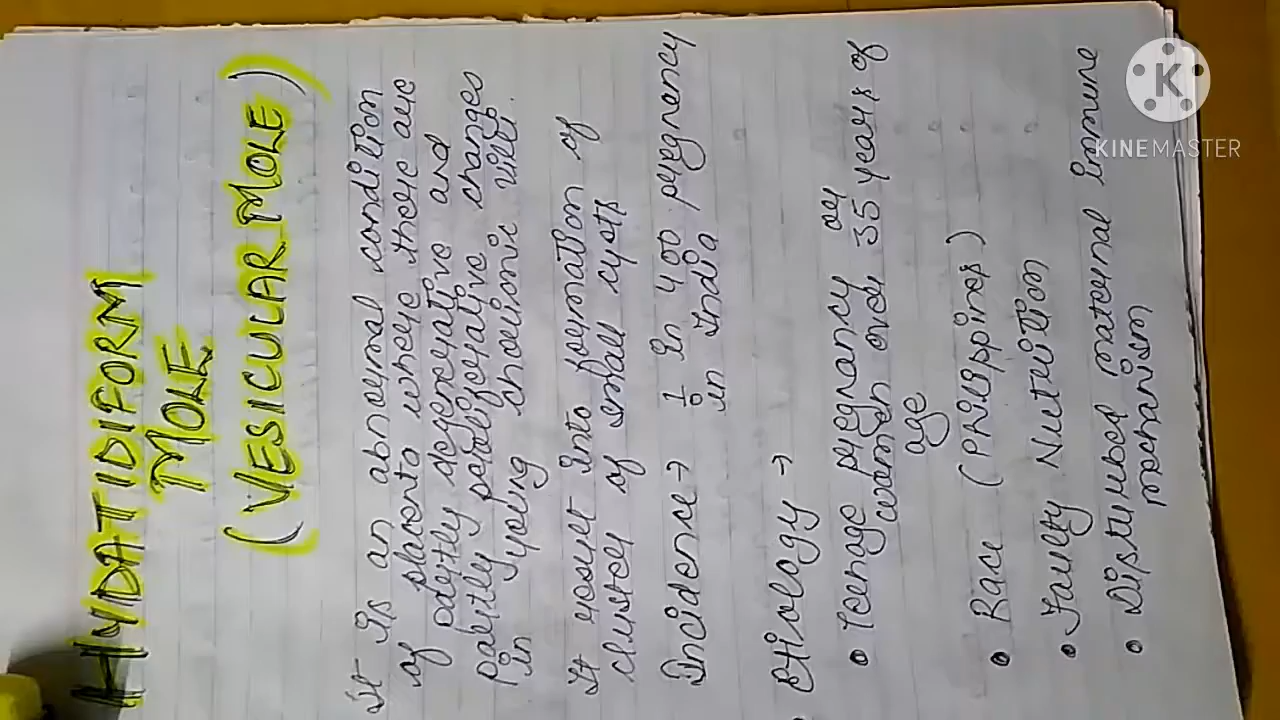 HYDATIDIFORM
MOLE
(VESICULAR MOLE)
It is an abnormal condition
of placenta where there are
partly degenerative and
partly proliferative changes
in young chorionic villi.
It result into formation of
cluster of small cysts
Incidence → 1 in 400 pregnancy
in India
Etiology →
• Teenage pregnancy or
women over 35 years of
age
• Race (Philippines)
• Faulty Nutrition
• Disturbed maternal immune
mechanism
KINEMASTER